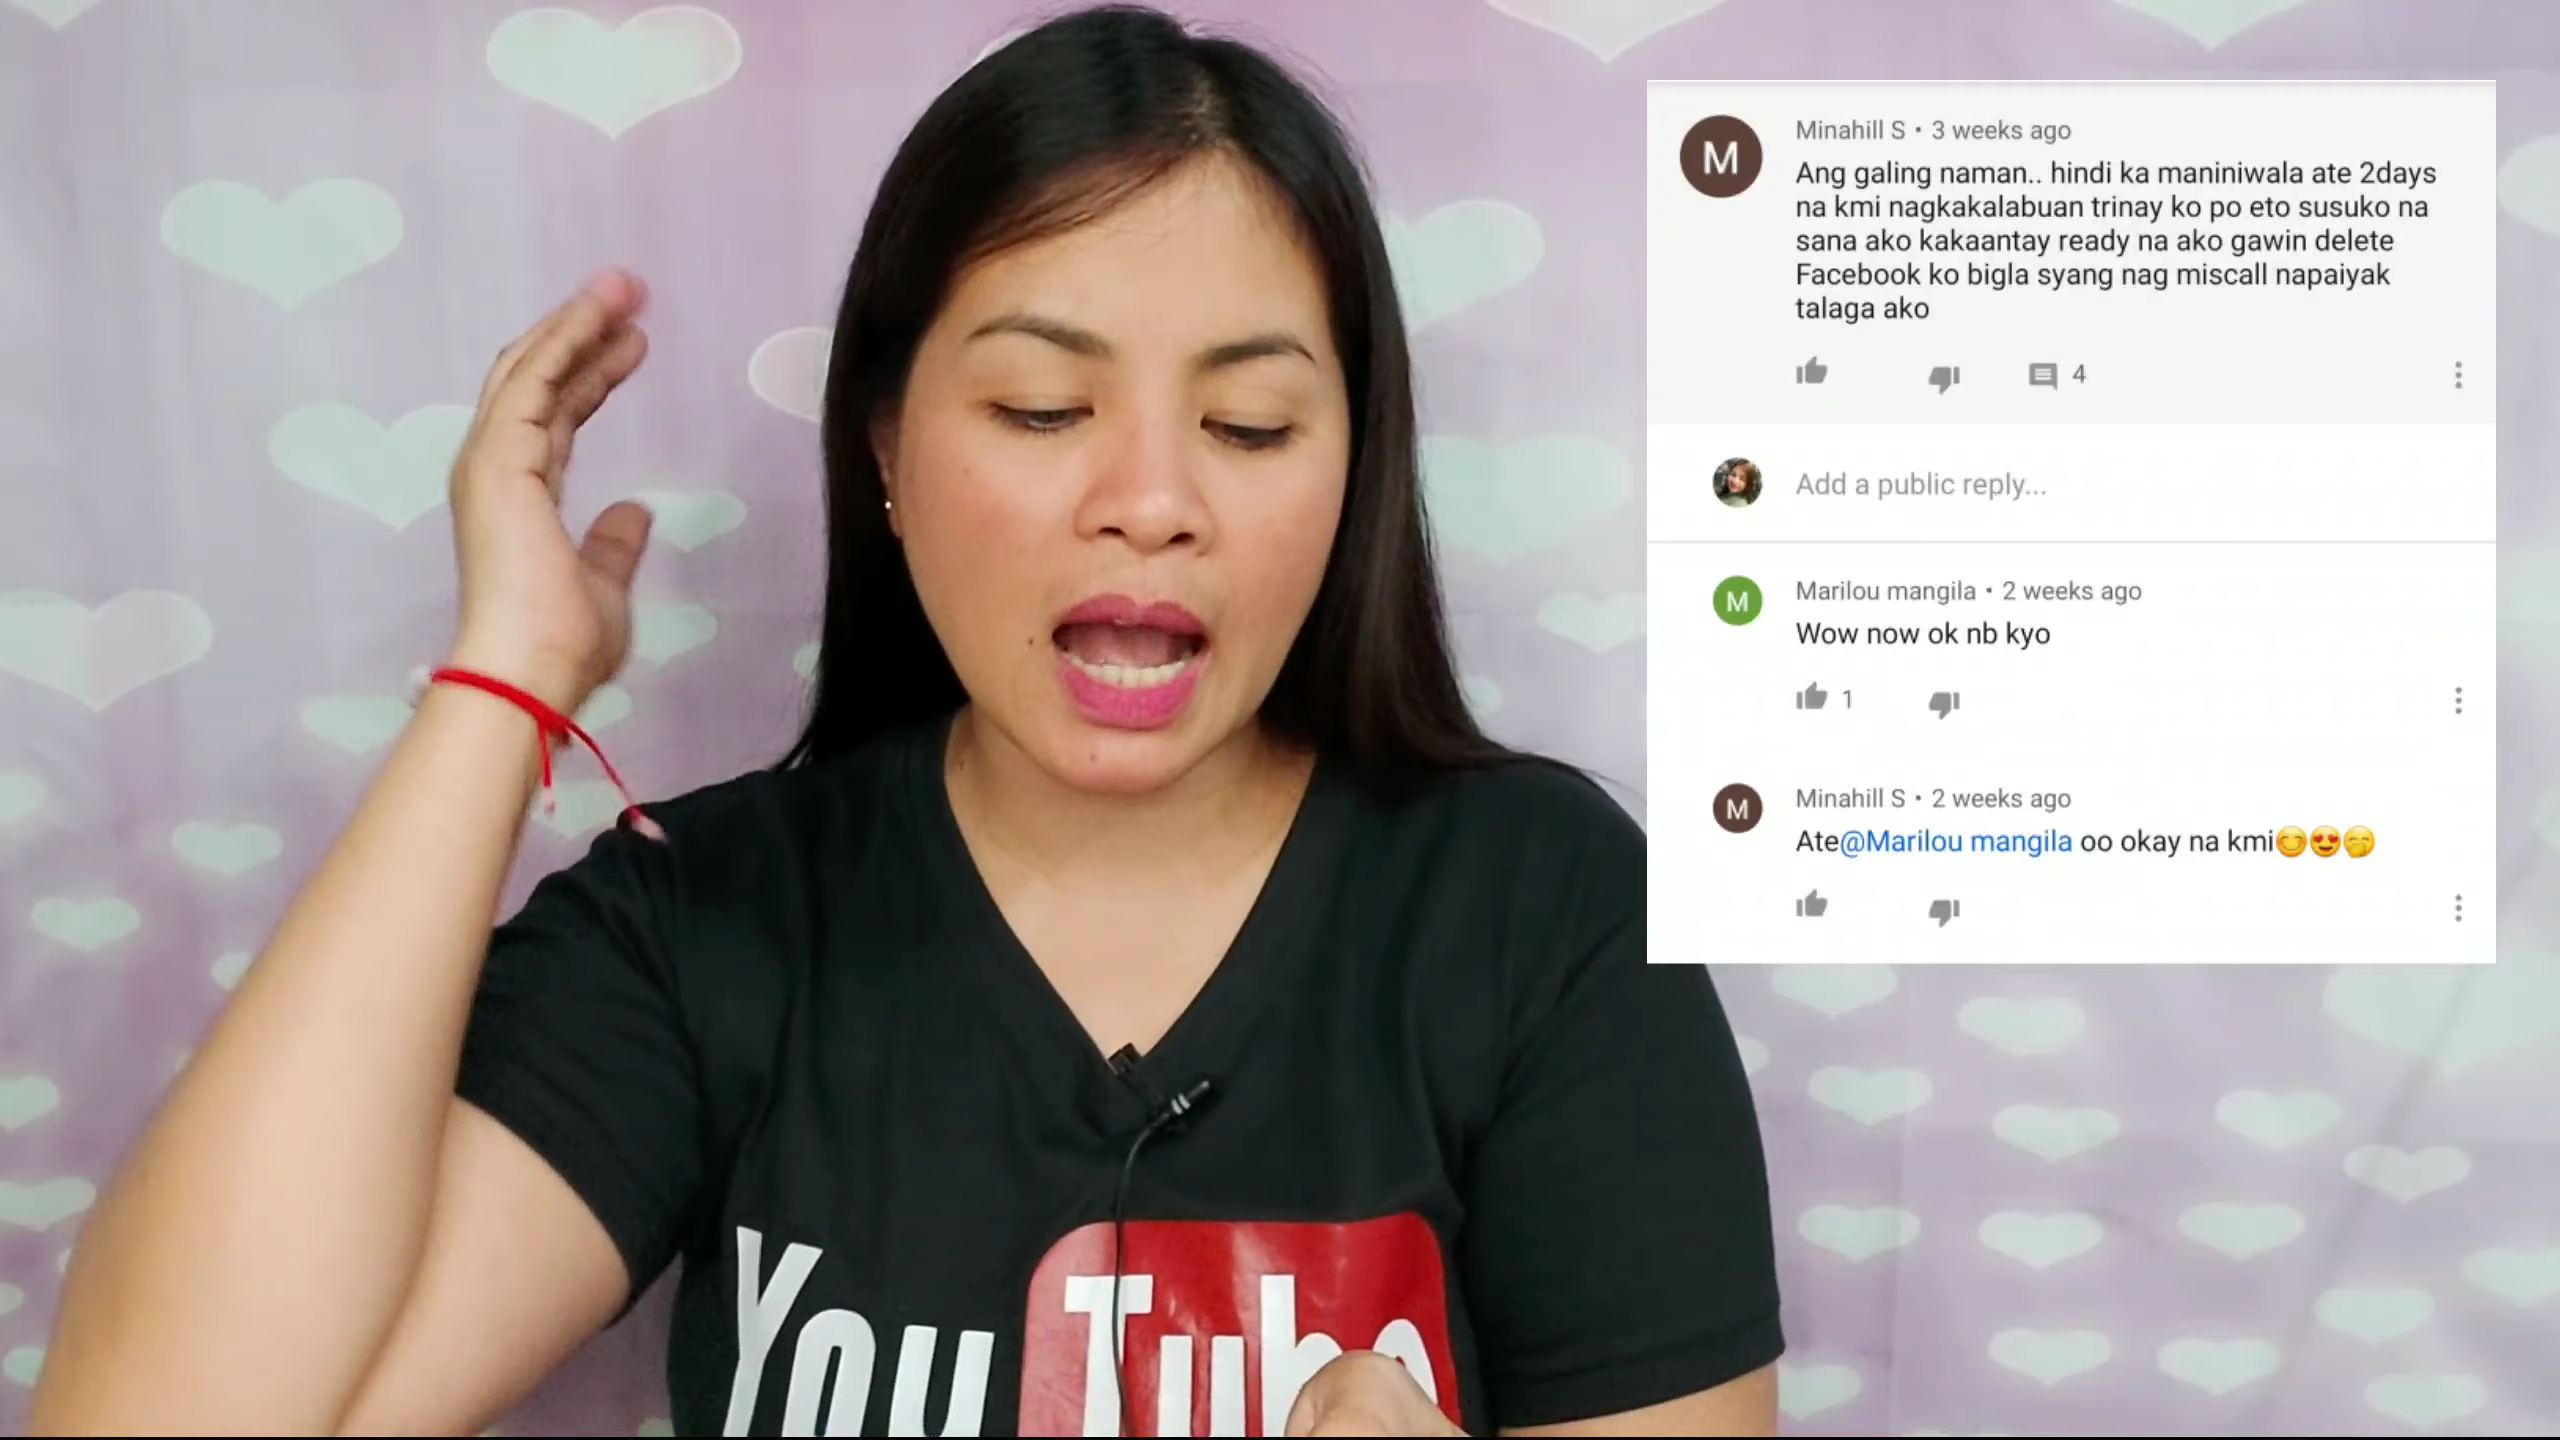 Minahill S • 3 weeks ago
M
Ang galing naman.. hindi ka maniniwala ate 2days
na kmi nagkakalabuan trinay ko po eto susuko na
sana ako kakaantay ready na ako gawin delete
Facebook ko bigla syang nag miscall napaiyak
talaga ako
4
Add a public reply...
M
Marilou mangila • 2 weeks ago
Wow now ok nb kyo
1
M
Minahill S • 2 weeks ago
Ate@Marilou mangila oo okay na kmi😊😍🤭
YouTube